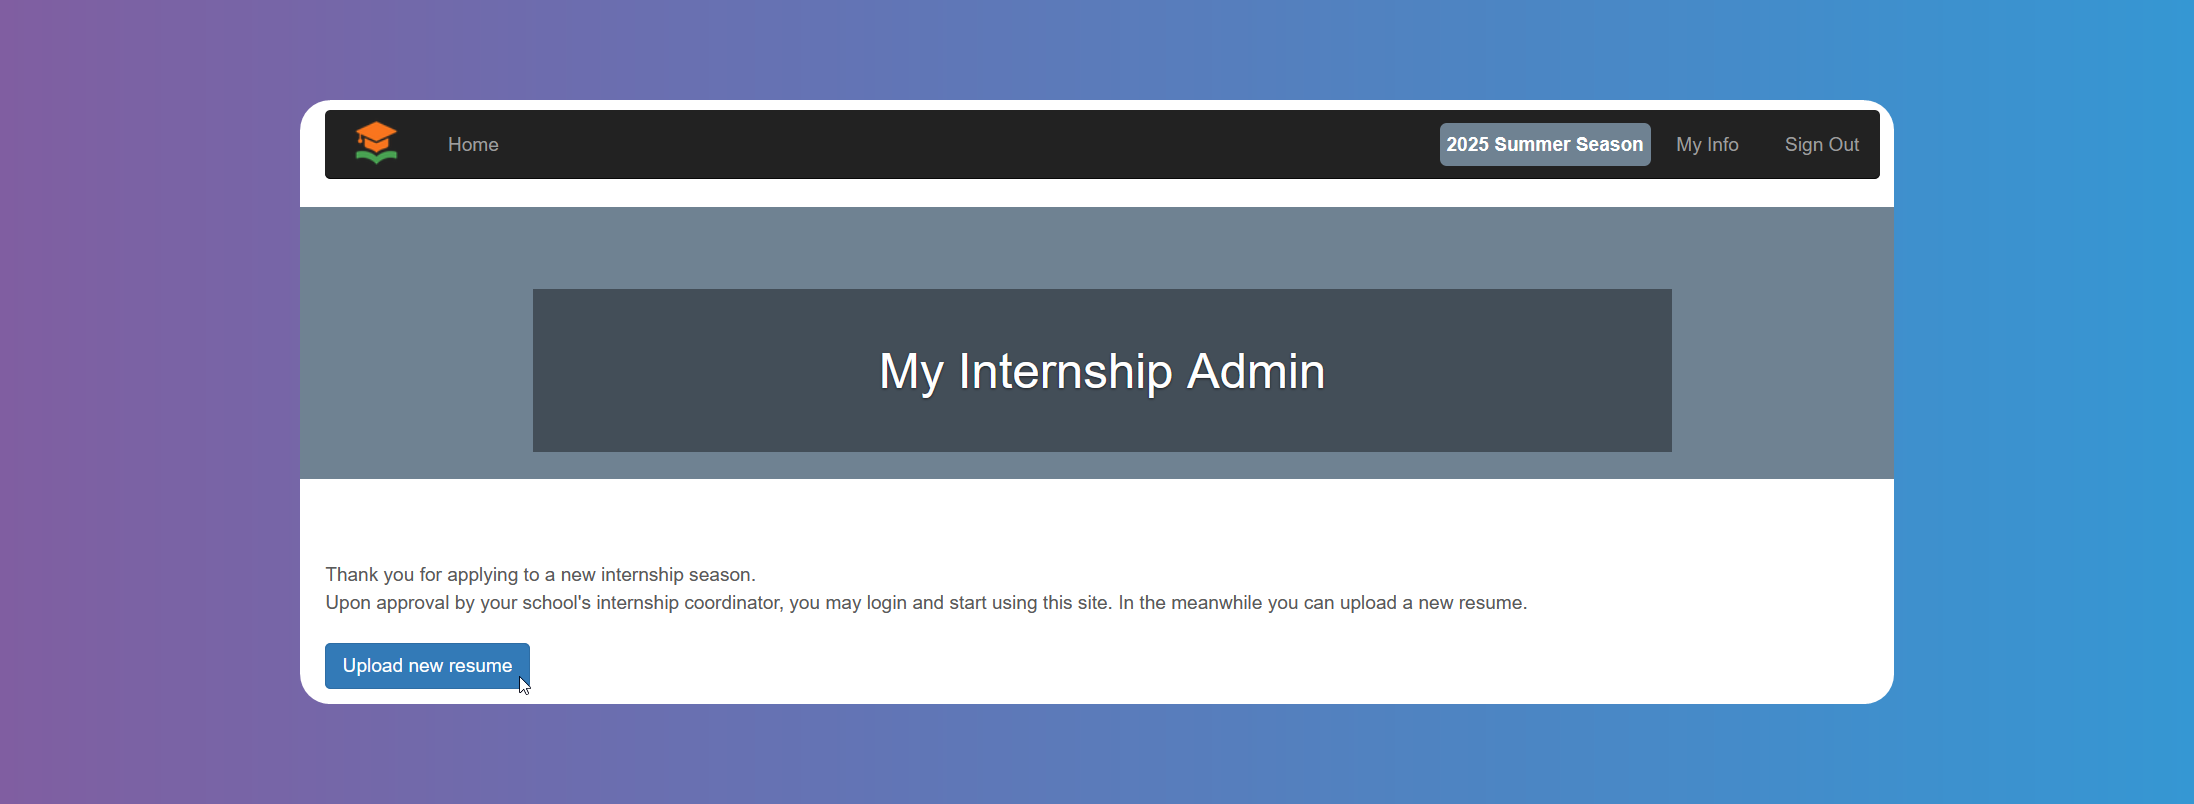 Home
2025 Summer Season
My Info
Sign Out
My Internship Admin
Thank you for applying to a new internship season.
Upon approval by your school's internship coordinator, you may login and start using this site. In the meanwhile you can upload a new resume.
Upload new resume